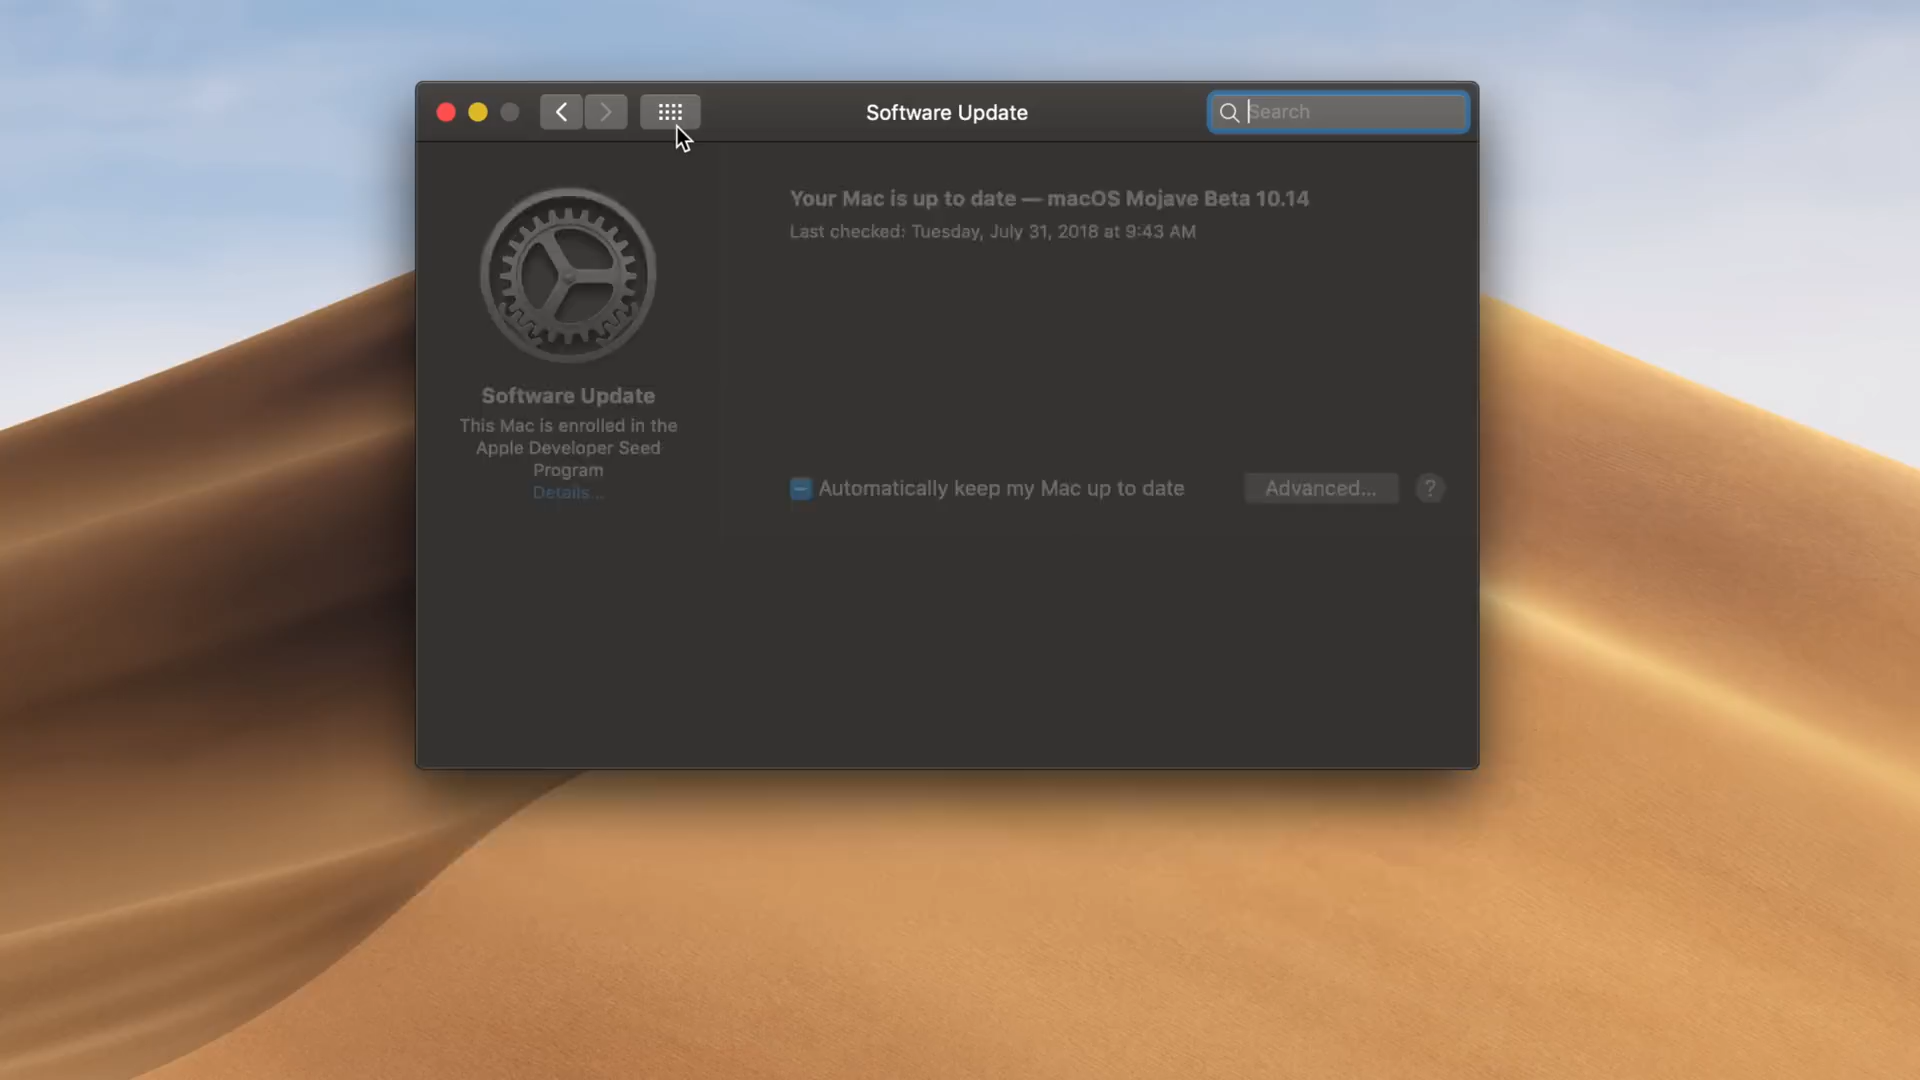 Software Update
Search
Your Mac is up to date — macOS Mojave Beta 10.14
Last checked: Tuesday, July 31, 2018 at 9:43 AM
Software Update
This Mac is enrolled in the
Apple Developer Seed
Program
Details...
Automatically keep my Mac up to date
Advanced...
?